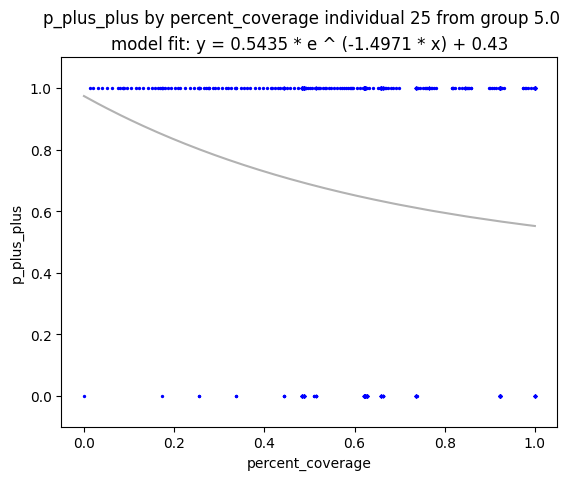 p_plus_plus by percent_coverage individual 25 from group 5.0
model fit: y = 0.5435 * e ^ (-1.4971 * x) + 0.43
1.0
0.8
0.6
0.4
0.2
0.0
p_plus_plus
0.0 0.2 0.4 0.6 0.8 1.0
percent_coverage